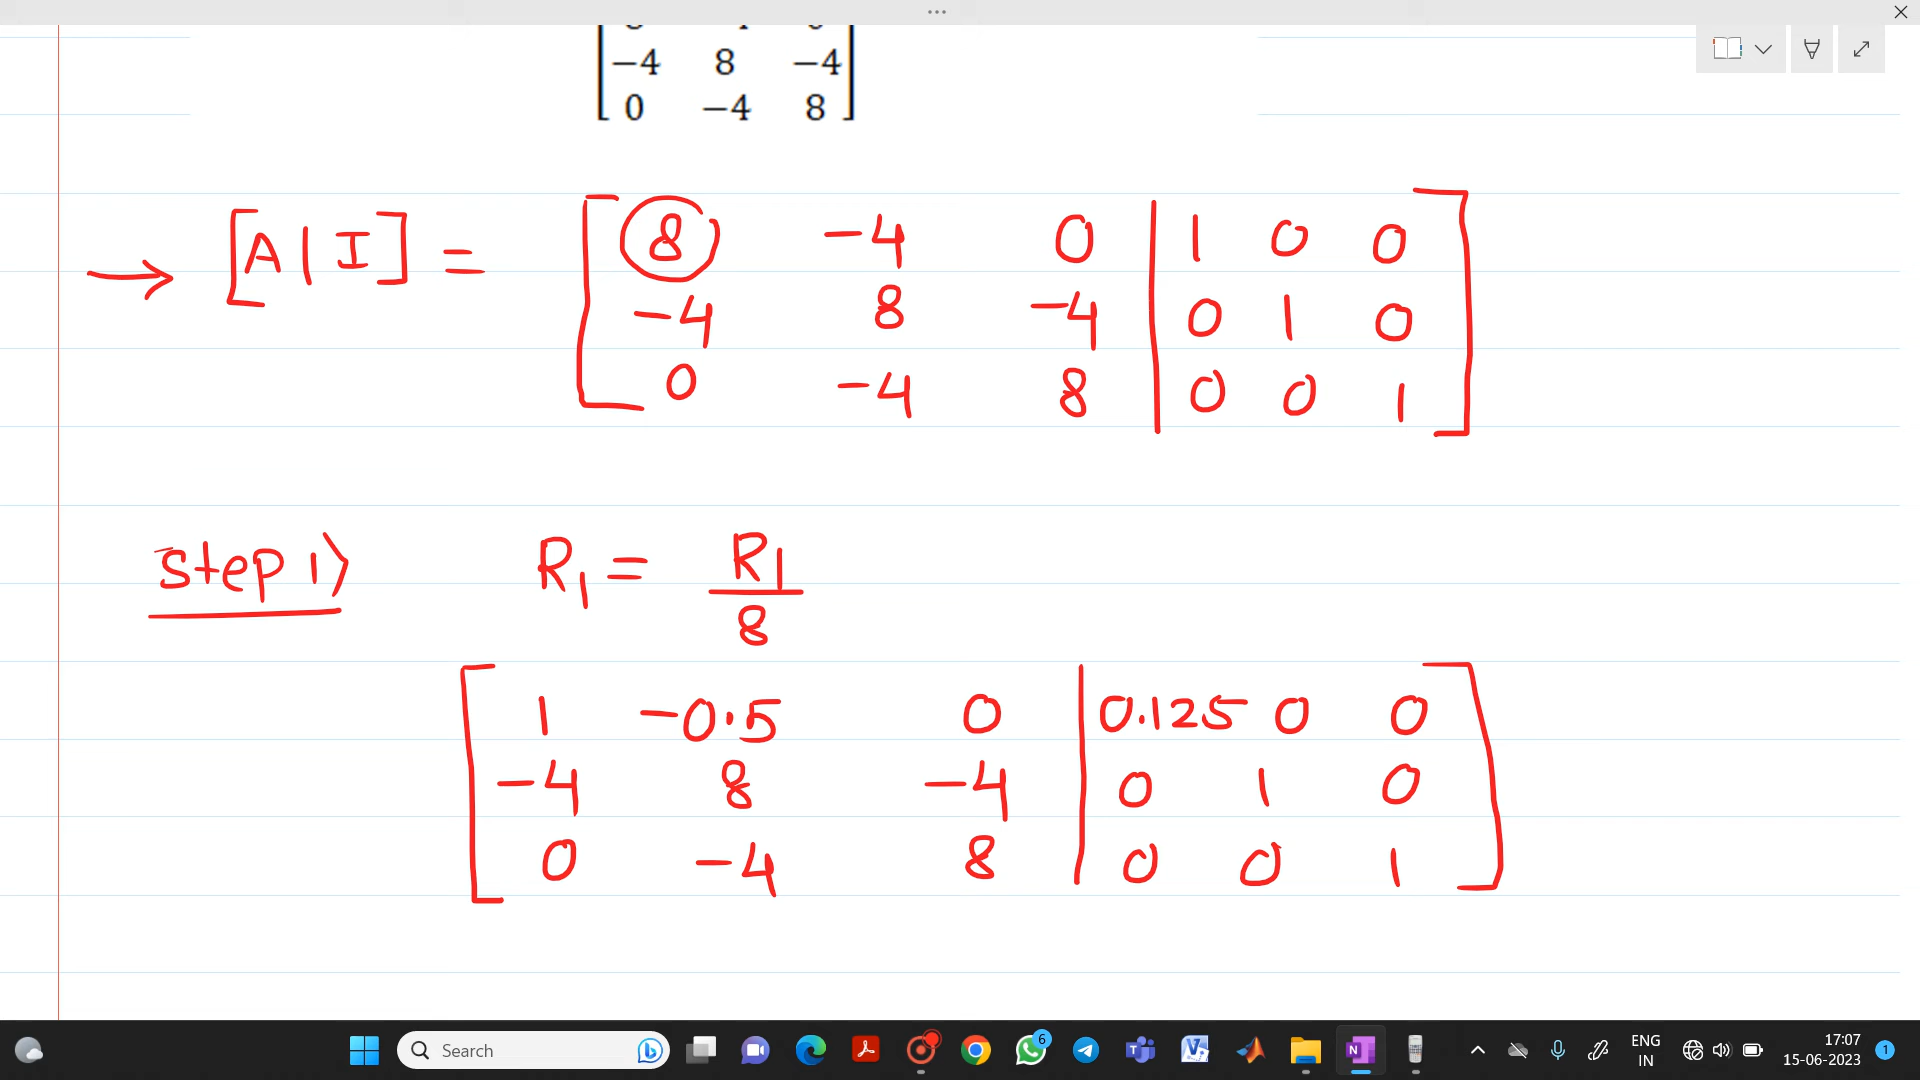 -4 8 -4
0 -4 8
→ [A | I] = [ 8 -4 0 | 1 0 0
-4 8 -4 | 0 1 0
0 -4 8 | 0 0 1 ]
step 1⟩ R₁ = R₁
8
[ 1 -0.5 0 | 0.125 0 0
-4 8 -4 | 0 1 0
0 -4 8 | 0 0 1 ]
Search
6
ENG
IN
17:07
15-06-2023
1